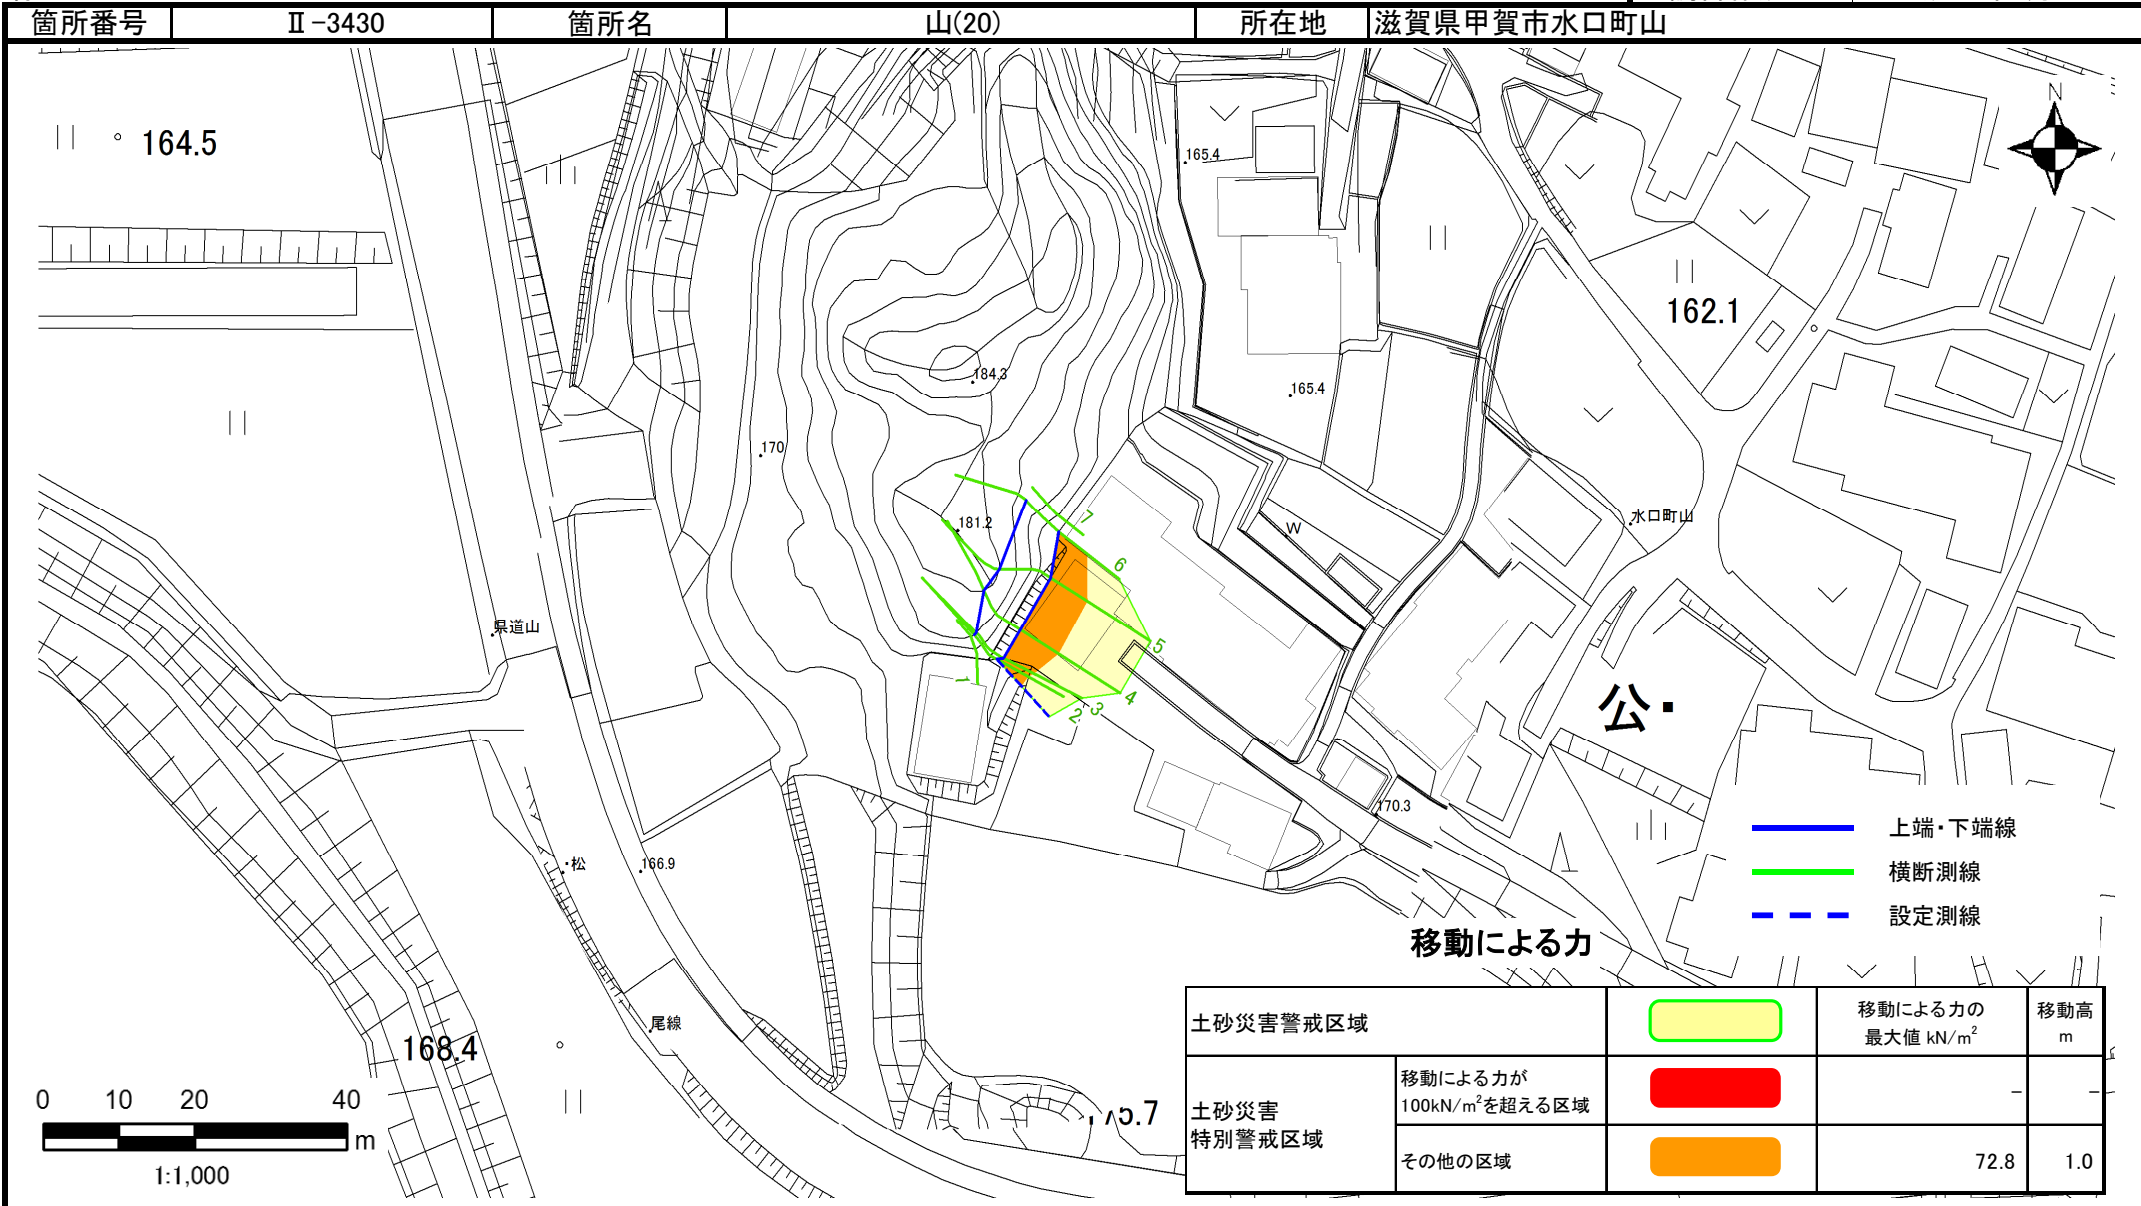 箇所番号 Ⅱ-3430 箇所名 山(20) 所在地 滋賀県甲賀市水口町山
N
164.5
165.4
162.1
184.3
165.4
170
181.2
水口町山
W
県道山
7
6
5
4
3
2
1
公・
170.3
松
166.9
上端・下端線
横断測線
設定測線
移動による力
尾線
168.4
0 10 20 40
m
1:1,000
土砂災害警戒区域
移動による力の
最大値 kN/m²
移動高
m
土砂災害
特別警戒区域
移動による力が
100kN/m²を超える区域
- -
その他の区域
72.8 1.0